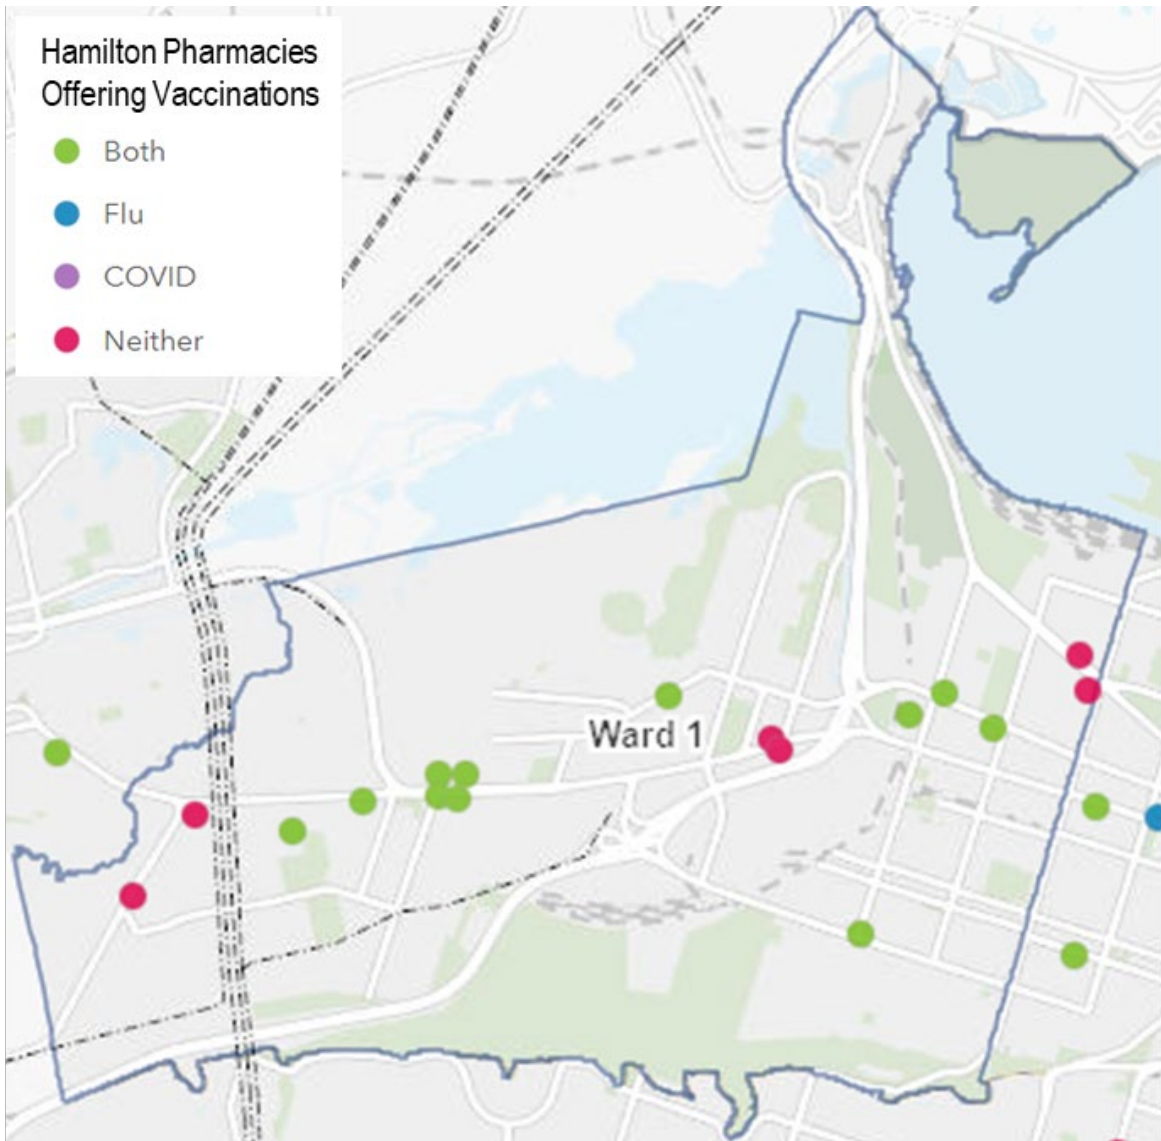 Hamilton Pharmacies
Offering Vaccinations
Both
Flu
COVID
Neither
Ward 1